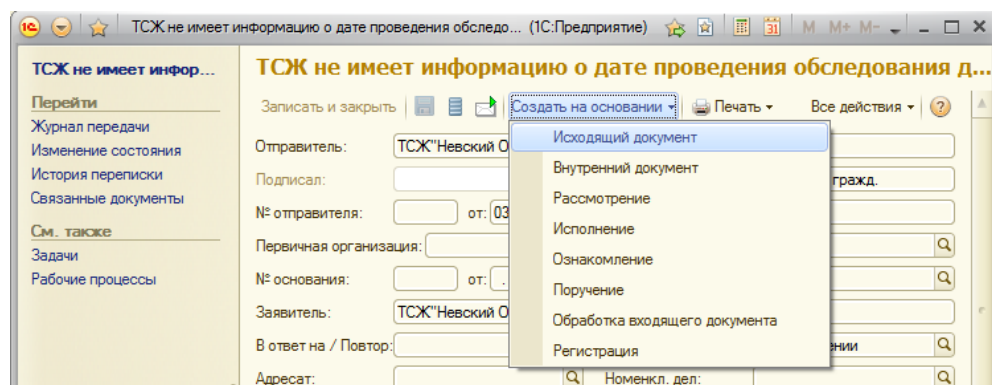 ТСЖ не имеет информацию о дате проведения обследо... (1С:Предприятие) 31 M M+ M-
ТСЖ не имеет инфор...
Перейти
Журнал передачи
Изменение состояния
История переписки
Связанные документы
См. также
Задачи
Рабочие процессы
ТСЖ не имеет информацию о дате проведения обследования д...
Записать и закрыть Создать на основании Печать Все действия ?
Отправитель: ТСЖ"Невский О
Подписал: гражд.
№ отправителя: от: 03
Первичная организация:
№ основания: от: .
Заявитель: ТСЖ"Невский О
В ответ на / Повтор: ении
Адресат: Номенкл. дел:
Исходящий документ
Внутренний документ
Рассмотрение
Исполнение
Ознакомление
Поручение
Обработка входящего документа
Регистрация